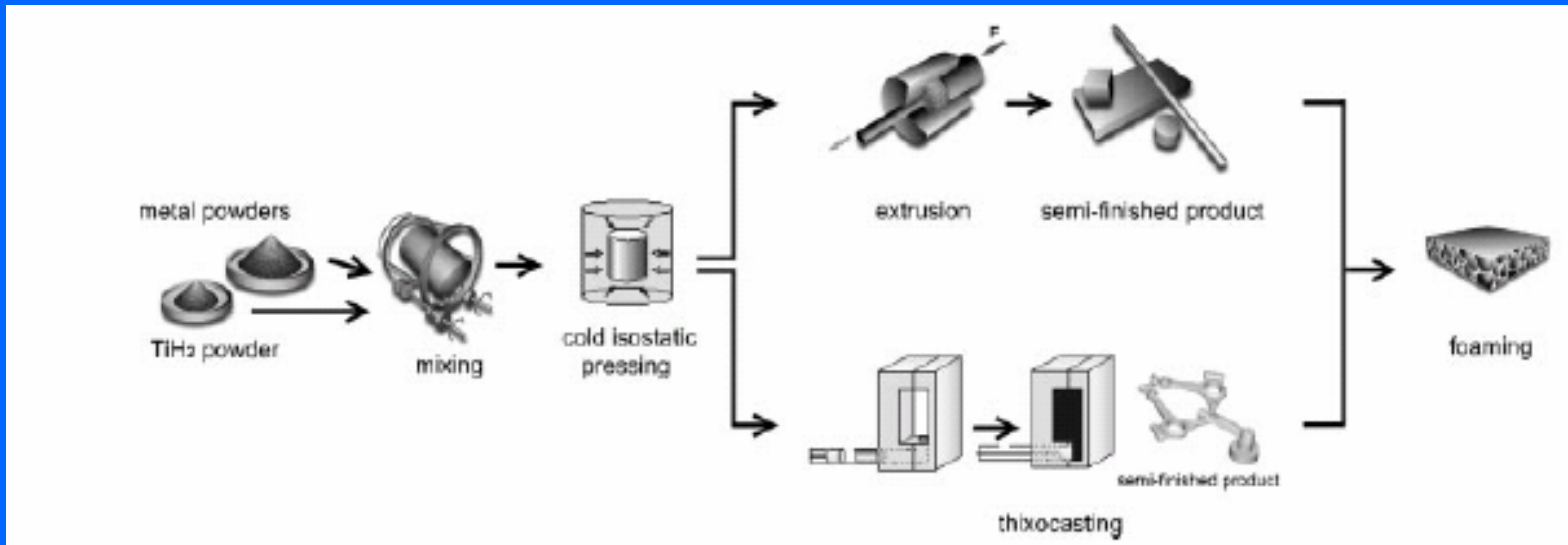 metal powders
TiH₂ powder
mixing
cold isostatic
pressing
F
extrusion
semi-finished product
semi-finished product
thixocasting
foaming